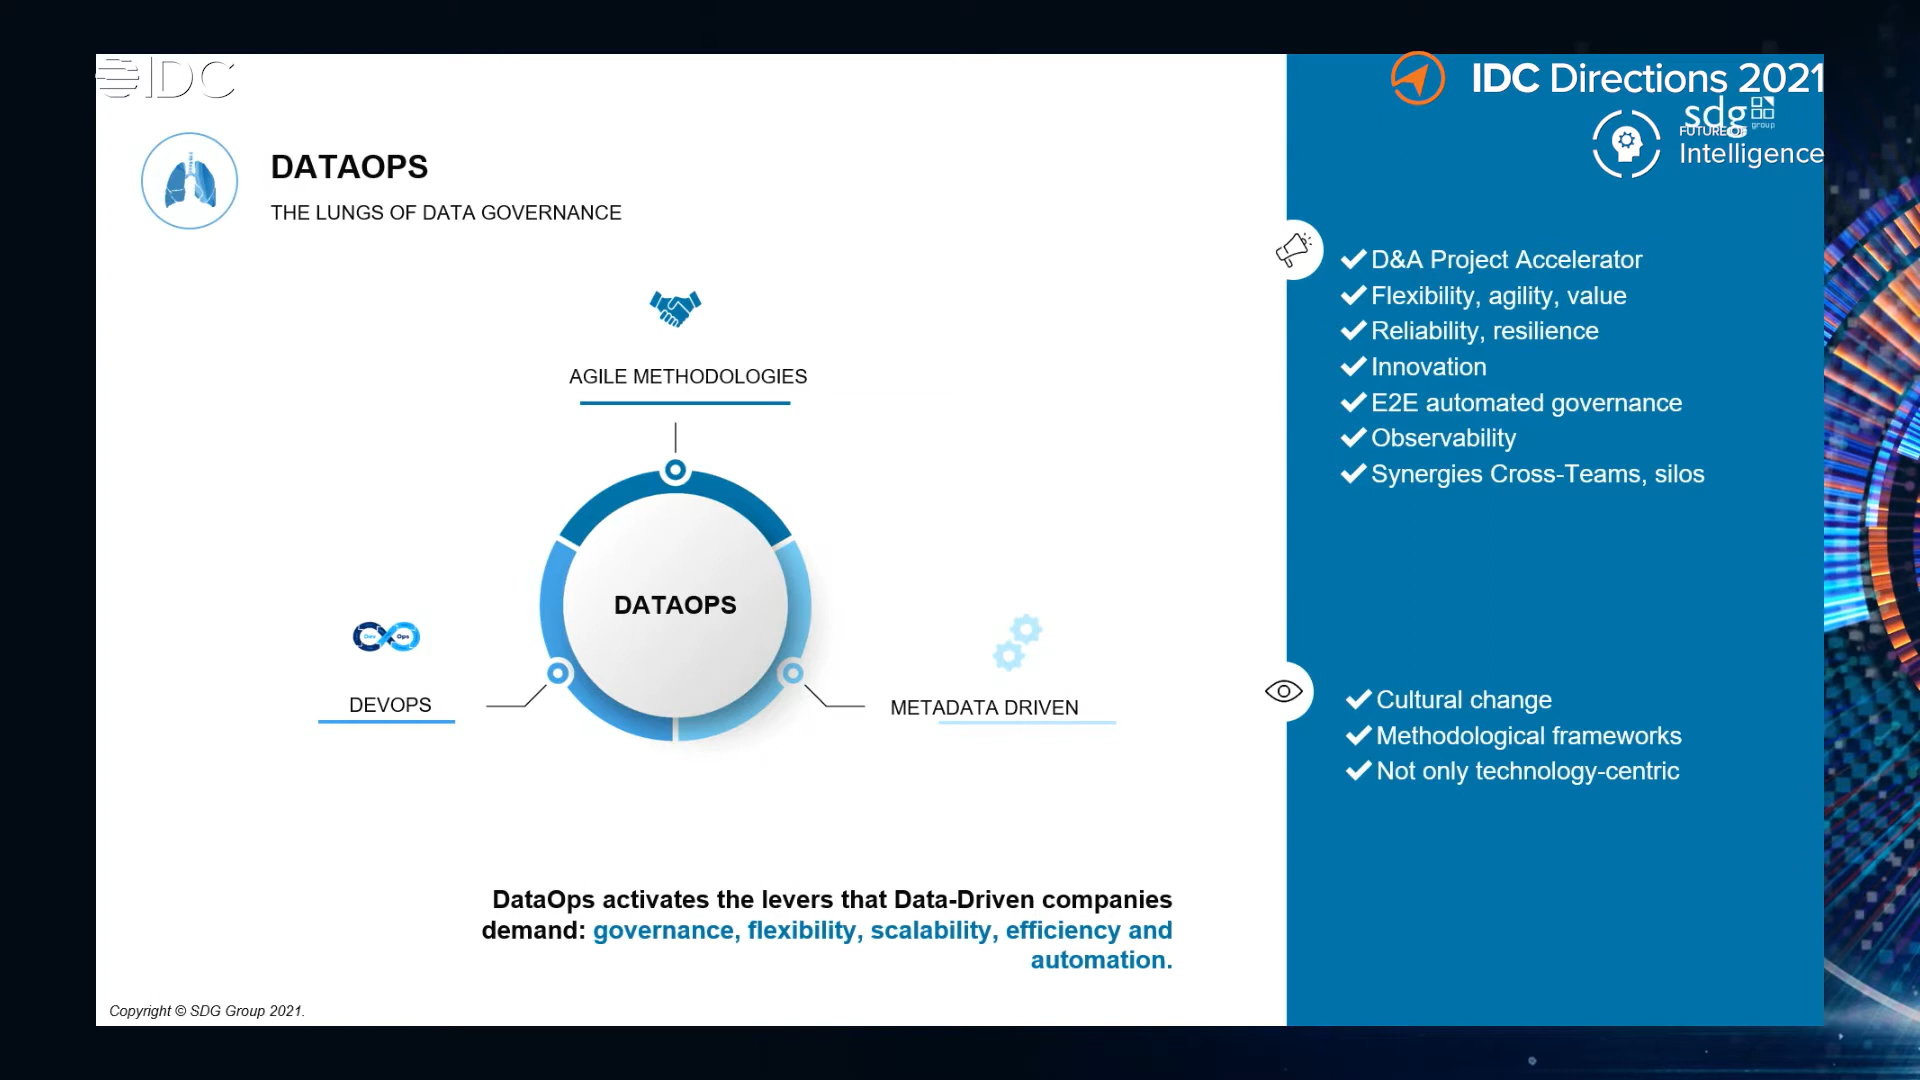 IDC
IDC Directions 2021
sdg
group
FUTURE OF
Intelligence
DATAOPS
THE LUNGS OF DATA GOVERNANCE
AGILE METHODOLOGIES
DATAOPS
Dev
Ops
DEVOPS
METADATA DRIVEN
DataOps activates the levers that Data-Driven companies
demand: governance, flexibility, scalability, efficiency and
automation.
D&A Project Accelerator
Flexibility, agility, value
Reliability, resilience
Innovation
E2E automated governance
Observability
Synergies Cross-Teams, silos
Cultural change
Methodological frameworks
Not only technology-centric
Copyright © SDG Group 2021.